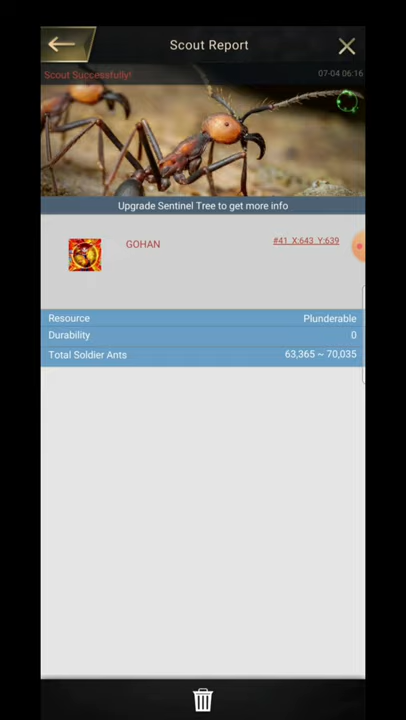 Scout Report
Scout Successfully!
07-04 06:16
Upgrade Sentinel Tree to get more info
GOHAN
#41 X:643 Y:639
Resource Plunderable
Durability 0
Total Soldier Ants 63,365 ~ 70,035